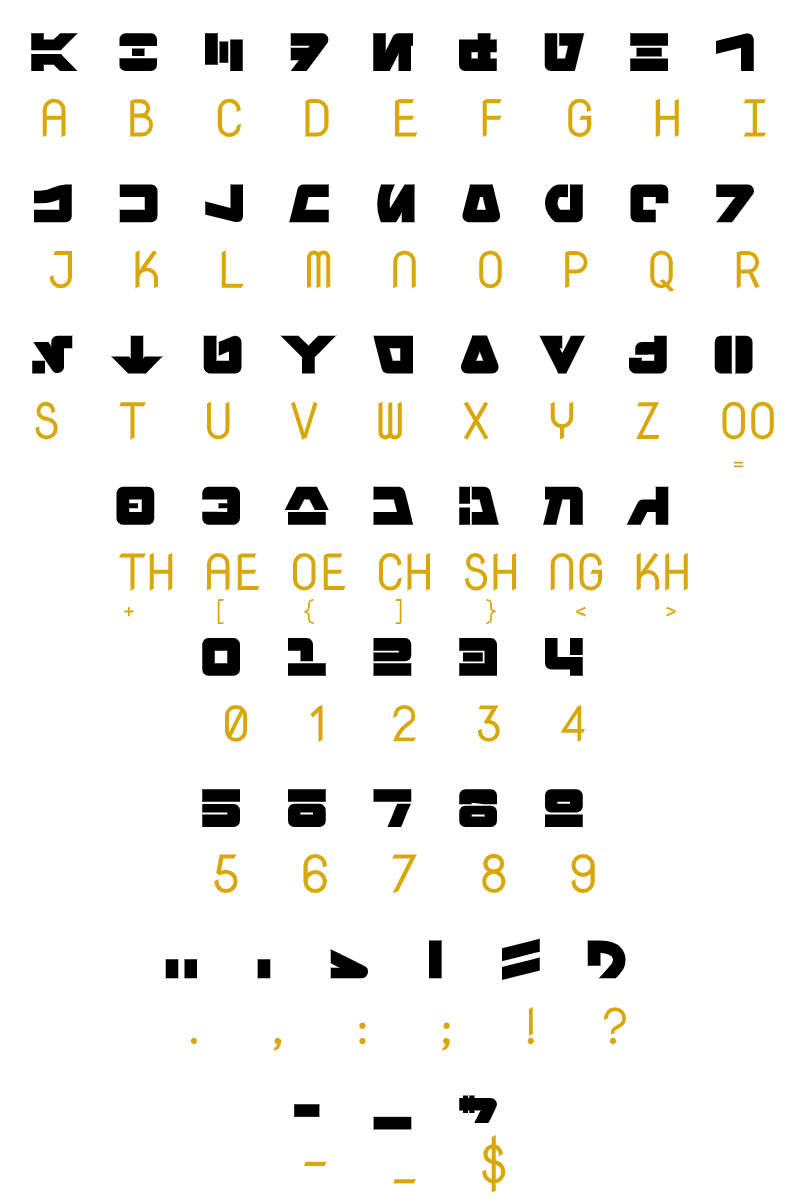 A B C D E F G H I
J K L M N O P Q R
S T U V W X Y Z OO
=
TH AE OE CH SH NG KH
+ [ { ] } < >
0 1 2 3 4
5 6 7 8 9
. , : ; ! ?
- _ $